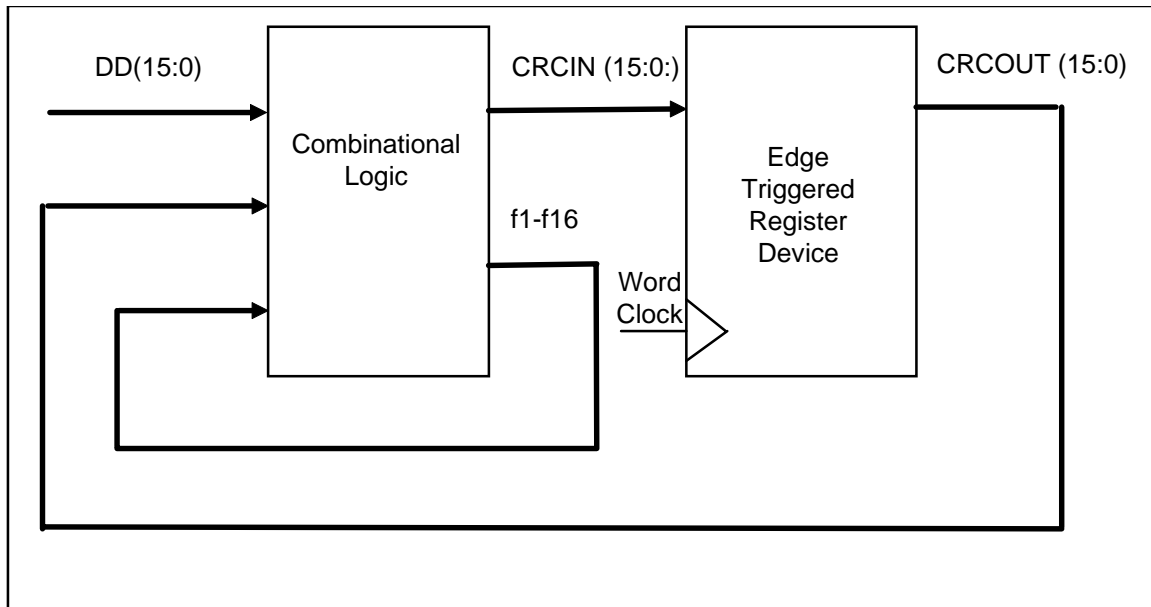 DD(15:0)
CRCIN (15:0:)
CRCOUT (15:0)
Combinational
Logic
Edge
Triggered
Register
Device
f1-f16
Word
Clock